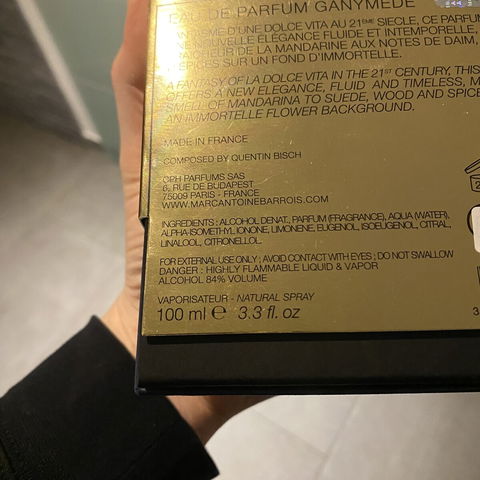 EAU DE PARFUM GANYMEDE
D'UNE DOLCE VITA AU 21ÈME SIECLE, CE PARFUM
NOUVELLE ÉLÉGANCE FLUIDE ET INTEMPORELLE,
DE LA MANDARINE AUX NOTES DE DAIM,
SUR UN FOND D'IMMORTELLE.
A FANTASY OF LA DOLCE VITA IN THE 21ST CENTURY, THIS
OFFERS A NEW ELEGANCE, FLUID AND TIMELESS, M
SMELL OF MANDARINA TO SUEDE, WOOD AND SPICE
AN IMMORTELLE FLOWER BACKGROUND.
MADE IN FRANCE
COMPOSED BY QUENTIN BISCH
CPH PARFUMS SAS
6, RUE DE BUDAPEST
75009 PARIS - FRANCE
WWW.MARCANTOINEBARROIS.COM
INGREDIENTS : ALCOHOL DENAT., PARFUM (FRAGRANCE), AQUA (WATER),
ALPHA-ISOMETHYL IONONE, LIMONENE, EUGENOL, ISOEUGENOL, CITRAL,
LINALOOL, CITRONELLOL.
FOR EXTERNAL USE ONLY ; AVOID CONTACT WITH EYES ; DO NOT SWALLOW
DANGER : HIGHLY FLAMMABLE LIQUID & VAPOR
ALCOHOL 84% VOLUME
VAPORISATEUR - NATURAL SPRAY
100 ml ℮ 3.3 fl. oz